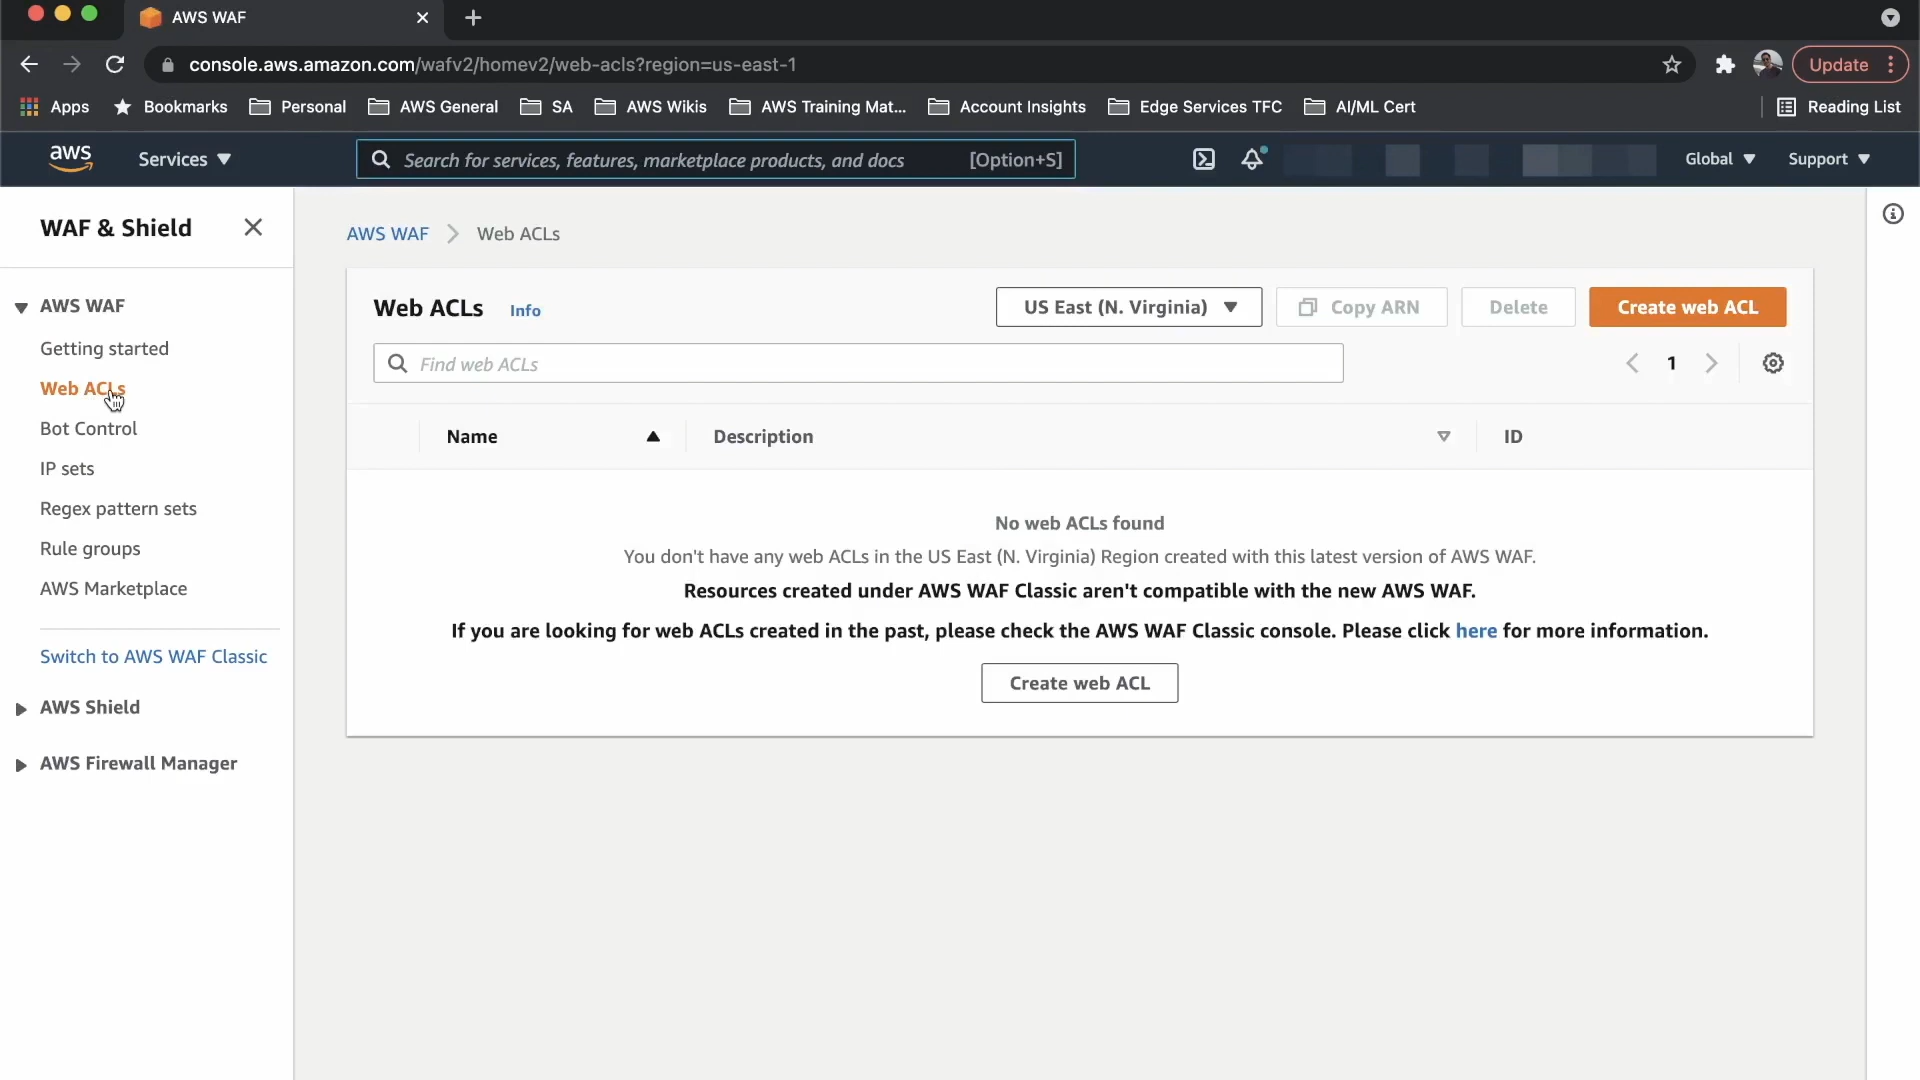 AWS WAF
console.aws.amazon.com/wafv2/homev2/web-acls?region=us-east-1
Update
Apps Bookmarks Personal AWS General SA AWS Wikis AWS Training Mat... Account Insights Edge Services TFC AI/ML Cert Reading List
aws Services Search for services, features, marketplace products, and docs [Option+S] Global Support
WAF & Shield
AWS WAF
Getting started
Web ACLs
Bot Control
IP sets
Regex pattern sets
Rule groups
AWS Marketplace
Switch to AWS WAF Classic
AWS Shield
AWS Firewall Manager
AWS WAF Web ACLs
Web ACLs Info US East (N. Virginia) Copy ARN Delete Create web ACL
Find web ACLs 1
Name Description ID
No web ACLs found
You don't have any web ACLs in the US East (N. Virginia) Region created with this latest version of AWS WAF.
Resources created under AWS WAF Classic aren't compatible with the new AWS WAF.
If you are looking for web ACLs created in the past, please check the AWS WAF Classic console. Please click here for more information.
Create web ACL